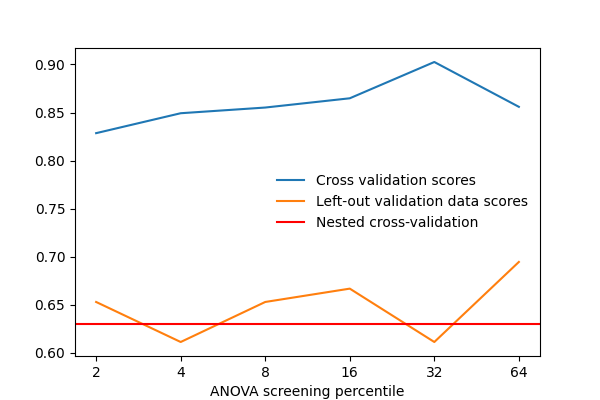 0.90
0.85
0.80
0.75
0.70
0.65
0.60
Cross validation scores
Left-out validation data scores
Nested cross-validation
2 4 8 16 32 64
ANOVA screening percentile